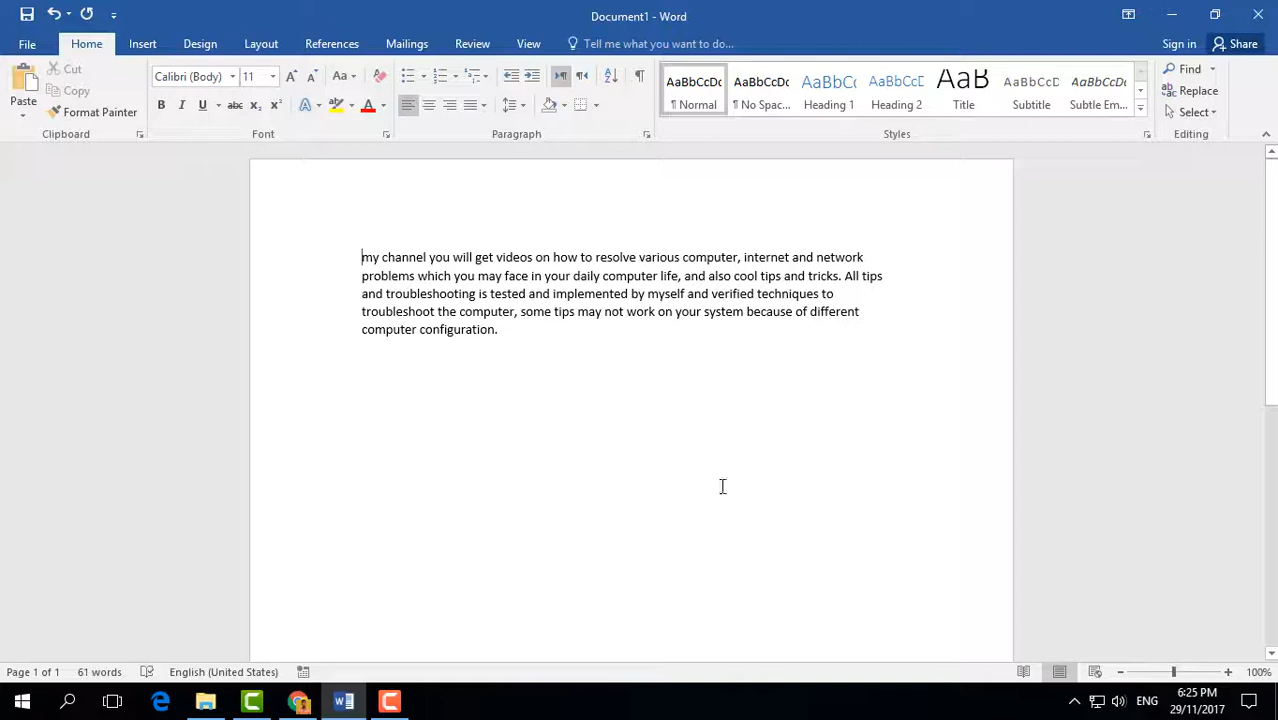 Document1 - Word
File Home Insert Design Layout References Mailings Review View Tell me what you want to do... Sign in Share
Paste Cut Copy Format Painter
Calibri (Body) 11 Aa
B I U abc X₂ X² A A
AaBbCcDc AaBbCcDc AaBbCc AaBbCcD AaB AaBbCcD AaBbCcDc
¶ Normal ¶ No Spac... Heading 1 Heading 2 Title Subtitle Subtle Em...
Find Replace Select
Clipboard Font Paragraph Styles Editing
my channel you will get videos on how to resolve various computer, internet and network
problems which you may face in your daily computer life, and also cool tips and tricks. All tips
and troubleshooting is tested and implemented by myself and verified techniques to
troubleshoot the computer, some tips may not work on your system because of different
computer configuration.
Page 1 of 1 61 words English (United States) 100%
ENG 6:25 PM
29/11/2017